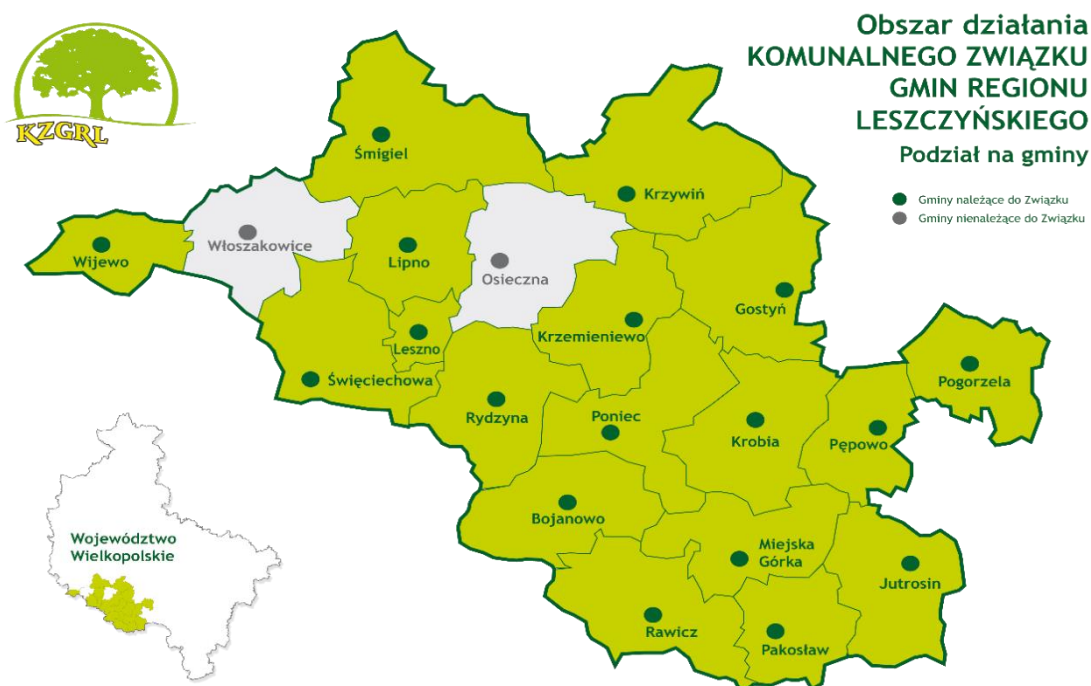 KZGRL
Obszar działania
KOMUNALNEGO ZWIĄZKU
GMIN REGIONU
LESZCZYŃSKIEGO
Podział na gminy
Gminy należące do Związku
Gminy nienależące do Związku
Śmigiel
Krzywiń
Włoszakowice
Wijewo
Lipno
Osieczna
Gostyń
Krzemieniewo
Leszno
Święciechowa
Pogorzela
Rydzyna
Poniec
Krobia
Pępowo
Bojanowo
Miejska
Górka
Jutrosin
Rawicz
Pakosław
Województwo
Wielkopolskie